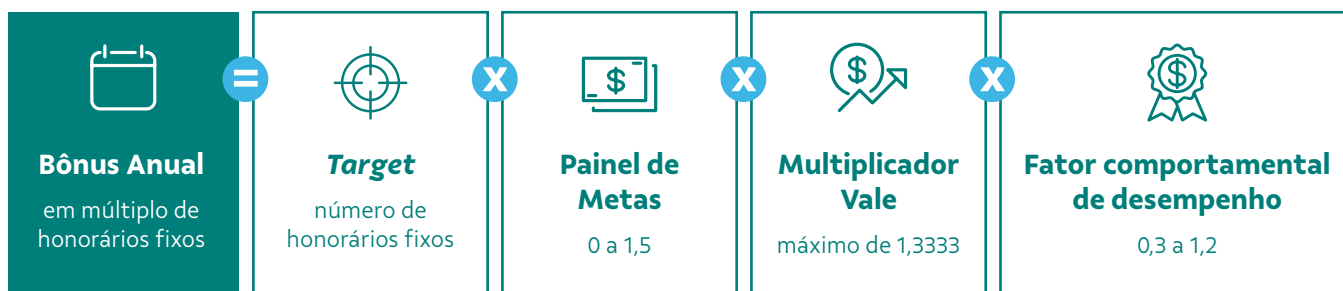 Bônus Anual
em múltiplo de
honorários fixos
=
Target
número de
honorários fixos
X
$
Painel de
Metas
0 a 1,5
X
$
Multiplicador
Vale
máximo de 1,3333
X
$
Fator comportamental
de desempenho
0,3 a 1,2